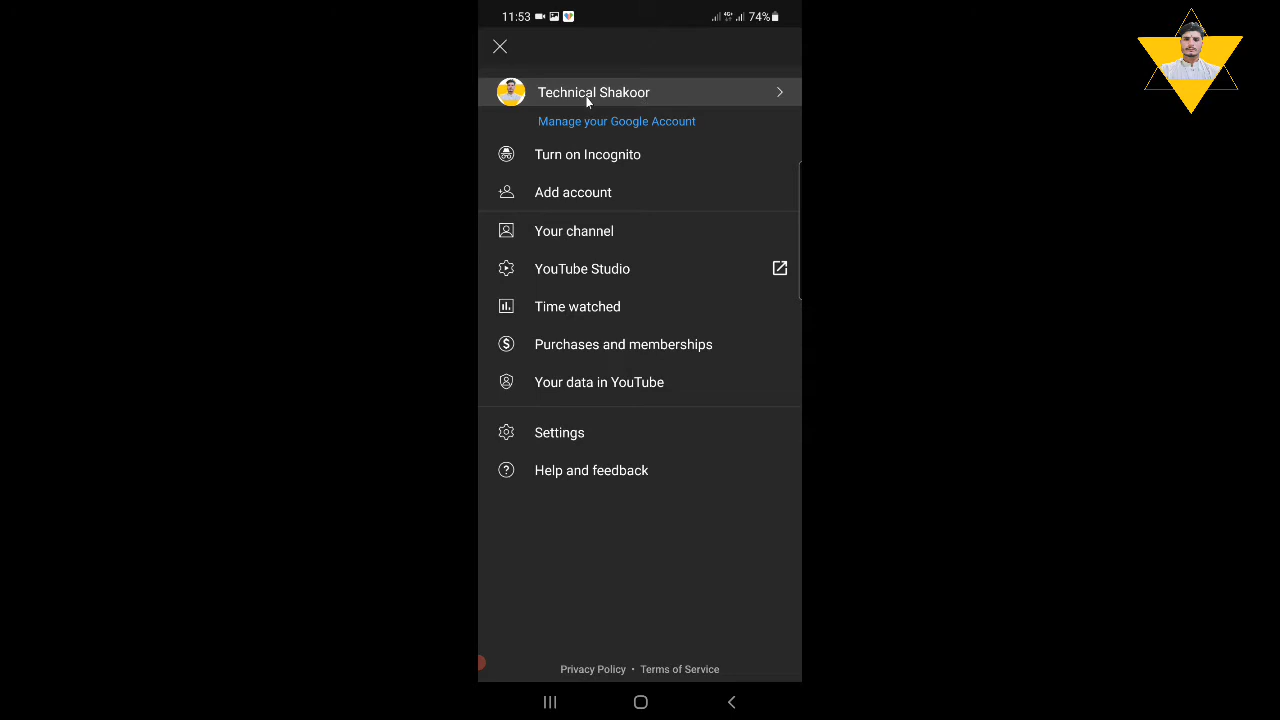 11:53 4G 74%
Technical Shakoor
Manage your Google Account
Turn on Incognito
Add account
Your channel
YouTube Studio
Time watched
Purchases and memberships
Your data in YouTube
Settings
Help and feedback
Privacy Policy • Terms of Service